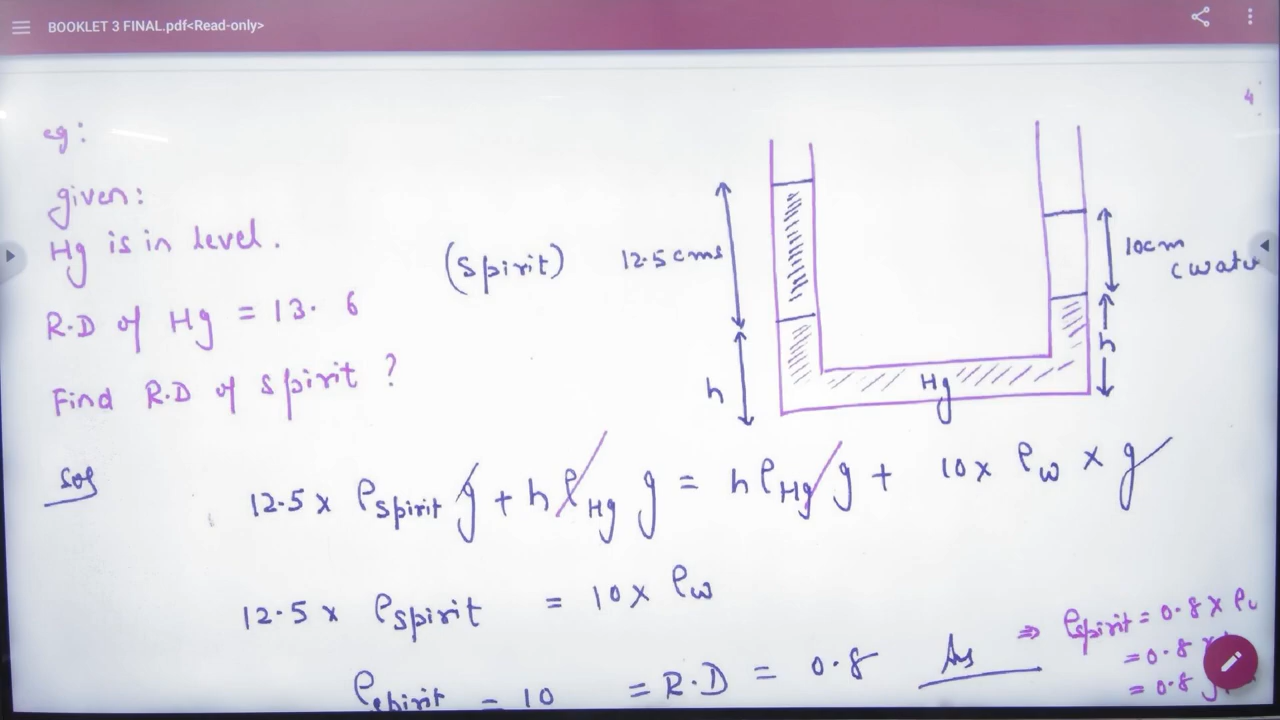 BOOKLET 3 FINAL.pdf<Read-only>
4
eg:
given:
Hg is in level.
R.D of Hg = 13.6
Find R.D of spirit ?
(Spirit)
12.5 cms
h
Hg
10cm
(wate
h
Sol
12.5 x ρspirit g + h ρHg g = h ρHg g + 10 x ρw x g
12.5 x ρspirit = 10 x ρw
ρspirit = 10 = R.D = 0.8 Ans
⇒ ρspirit = 0.8 x ρ
= 0.8 x
= 0.8 g